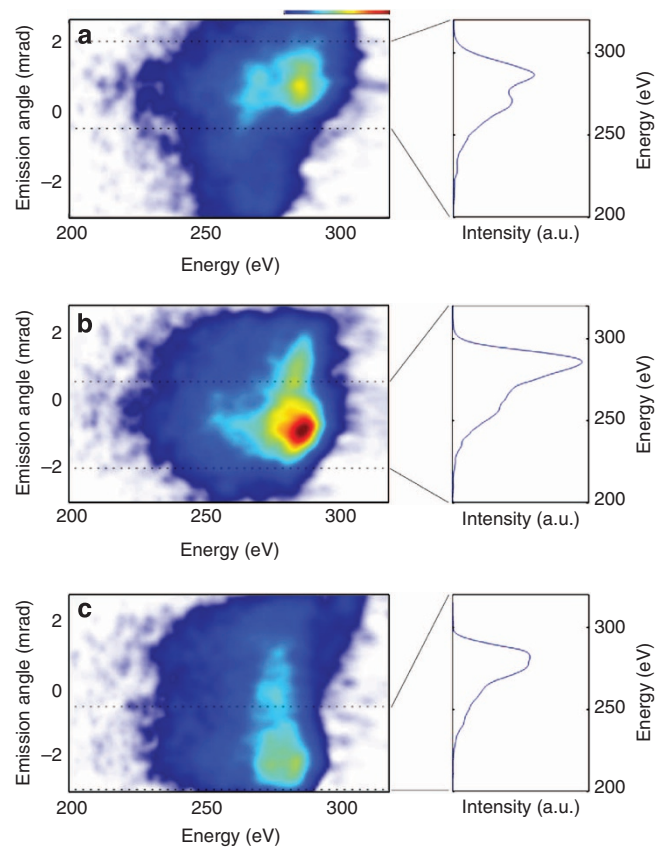 a
Emission angle (mrad)
2
0
−2
200
250
300
Energy (eV)
300
250
200
Energy (eV)
Intensity (a.u.)
b
Emission angle (mrad)
2
0
−2
200
250
300
Energy (eV)
300
250
200
Energy (eV)
Intensity (a.u.)
c
Emission angle (mrad)
2
0
−2
200
250
300
Energy (eV)
300
250
200
Energy (eV)
Intensity (a.u.)